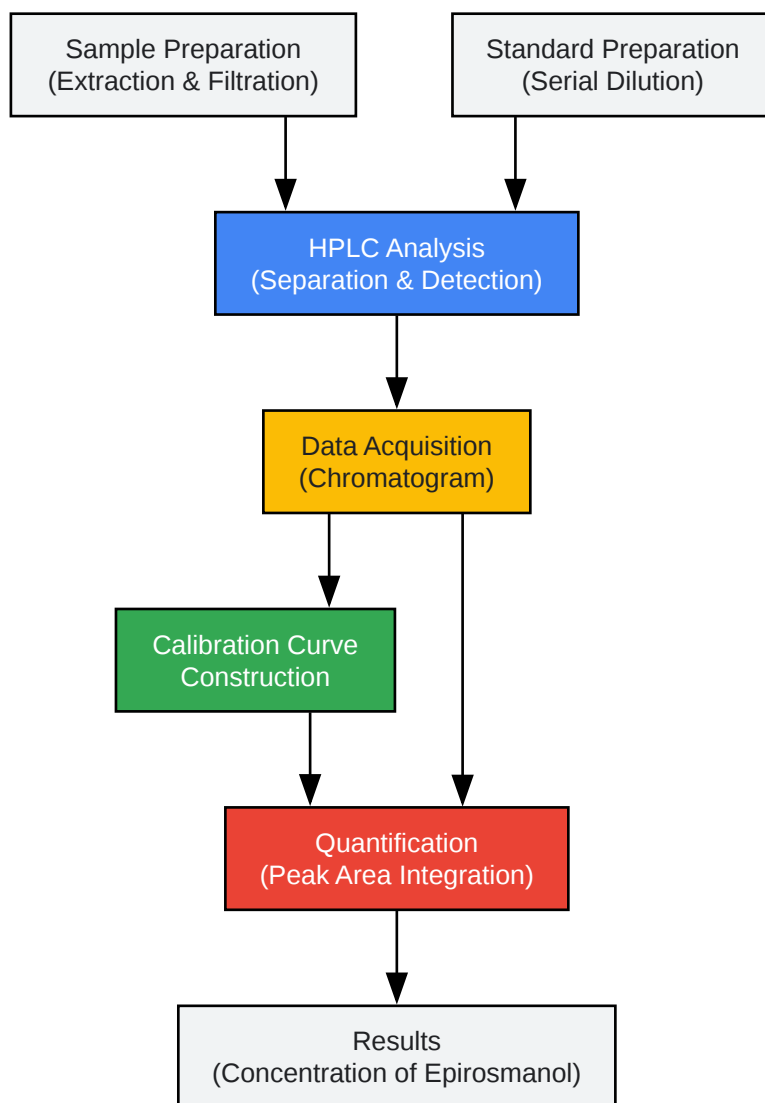 Sample Preparation
(Extraction & Filtration)
Standard Preparation
(Serial Dilution)
HPLC Analysis
(Separation & Detection)
Data Acquisition
(Chromatogram)
Calibration Curve
Construction
Quantification
(Peak Area Integration)
Results
(Concentration of Epirosmanol)